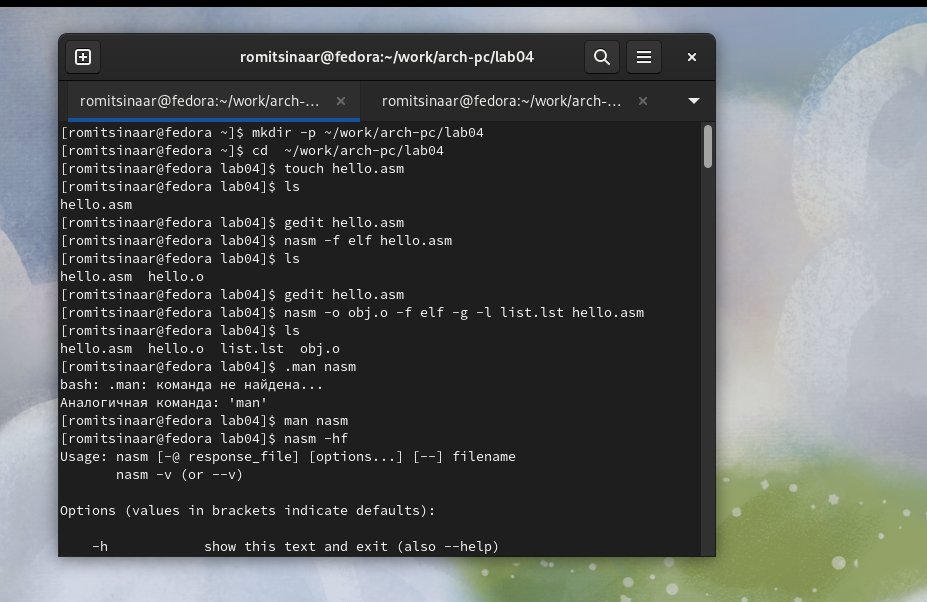 romitsinaar@fedora:~/work/arch-pc/lab04
romitsinaar@fedora:~/work/arch-... romitsinaar@fedora:~/work/arch-...
[romitsinaar@fedora ~]$ mkdir -p ~/work/arch-pc/lab04
[romitsinaar@fedora ~]$ cd  ~/work/arch-pc/lab04
[romitsinaar@fedora lab04]$ touch hello.asm
[romitsinaar@fedora lab04]$ ls
hello.asm
[romitsinaar@fedora lab04]$ gedit hello.asm
[romitsinaar@fedora lab04]$ nasm -f elf hello.asm
[romitsinaar@fedora lab04]$ ls
hello.asm  hello.o
[romitsinaar@fedora lab04]$ gedit hello.asm
[romitsinaar@fedora lab04]$ nasm -o obj.o -f elf -g -l list.lst hello.asm
[romitsinaar@fedora lab04]$ ls
hello.asm  hello.o  list.lst  obj.o
[romitsinaar@fedora lab04]$ .man nasm
bash: .man: команда не найдена...
Аналогичная команда: 'man'
[romitsinaar@fedora lab04]$ man nasm
[romitsinaar@fedora lab04]$ nasm -hf
Usage: nasm [-@ response_file] [options...] [--] filename
       nasm -v (or --v)
Options (values in brackets indicate defaults):
    -h            show this text and exit (also --help)